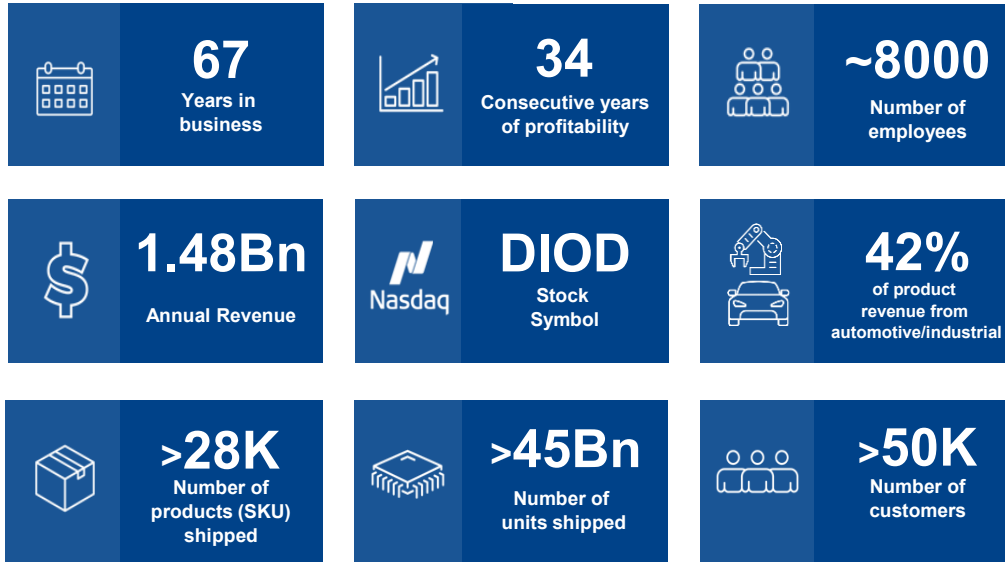 67
Years in
business
34
Consecutive years
of profitability
~8000
Number of
employees
1.48Bn
Annual Revenue
Nasdaq
DIOD
Stock
Symbol
42%
of product
revenue from
automotive/industrial
>28K
Number of
products (SKU)
shipped
>45Bn
Number of
units shipped
>50K
Number of
customers